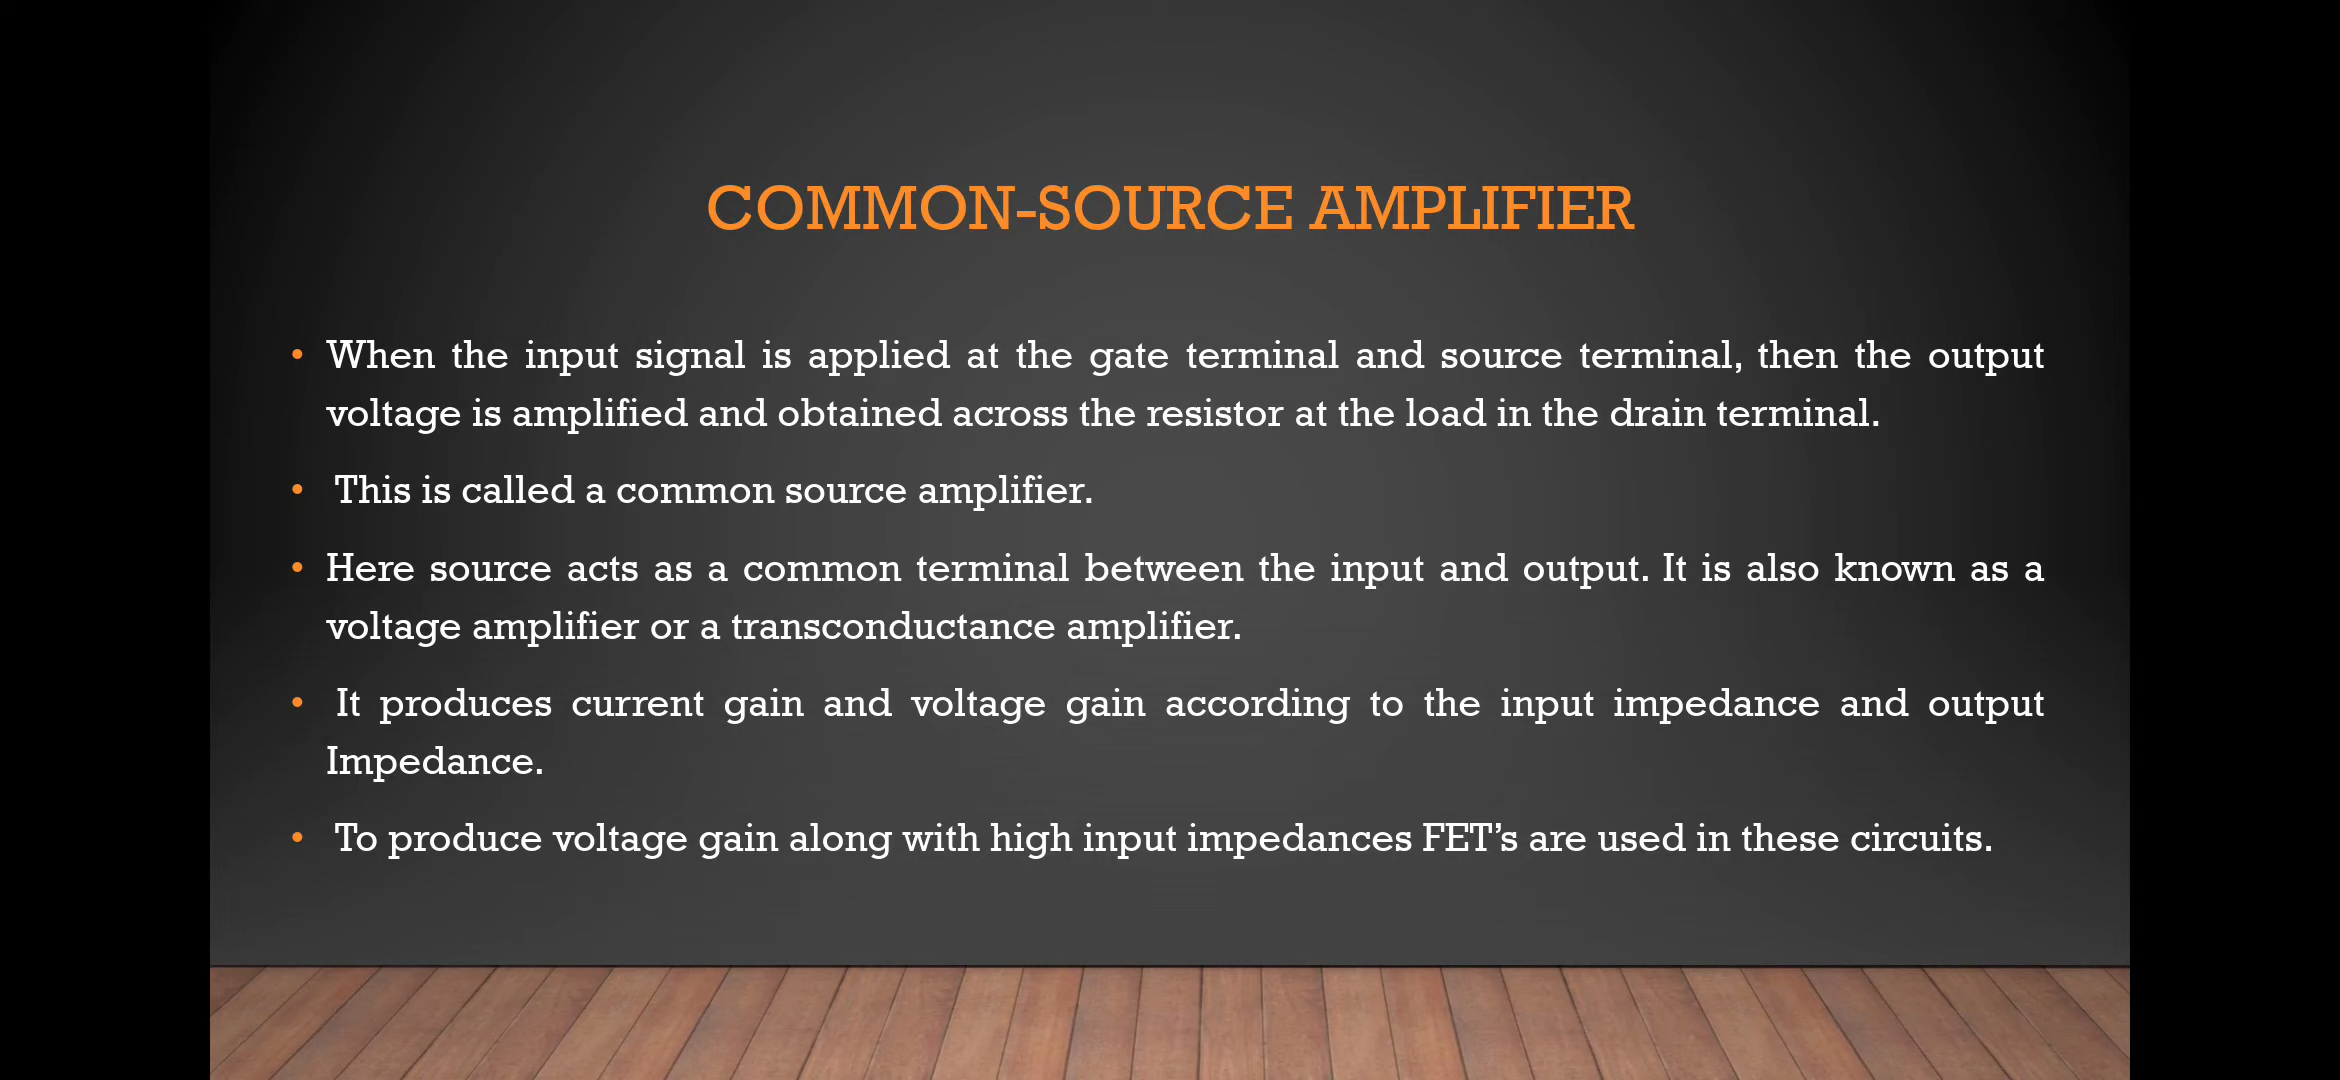 COMMON-SOURCE AMPLIFIER
• When the input signal is applied at the gate terminal and source terminal, then the output
voltage is amplified and obtained across the resistor at the load in the drain terminal.
• This is called a common source amplifier.
• Here source acts as a common terminal between the input and output. It is also known as a
voltage amplifier or a transconductance amplifier.
• It produces current gain and voltage gain according to the input impedance and output
Impedance.
• To produce voltage gain along with high input impedances FET’s are used in these circuits.